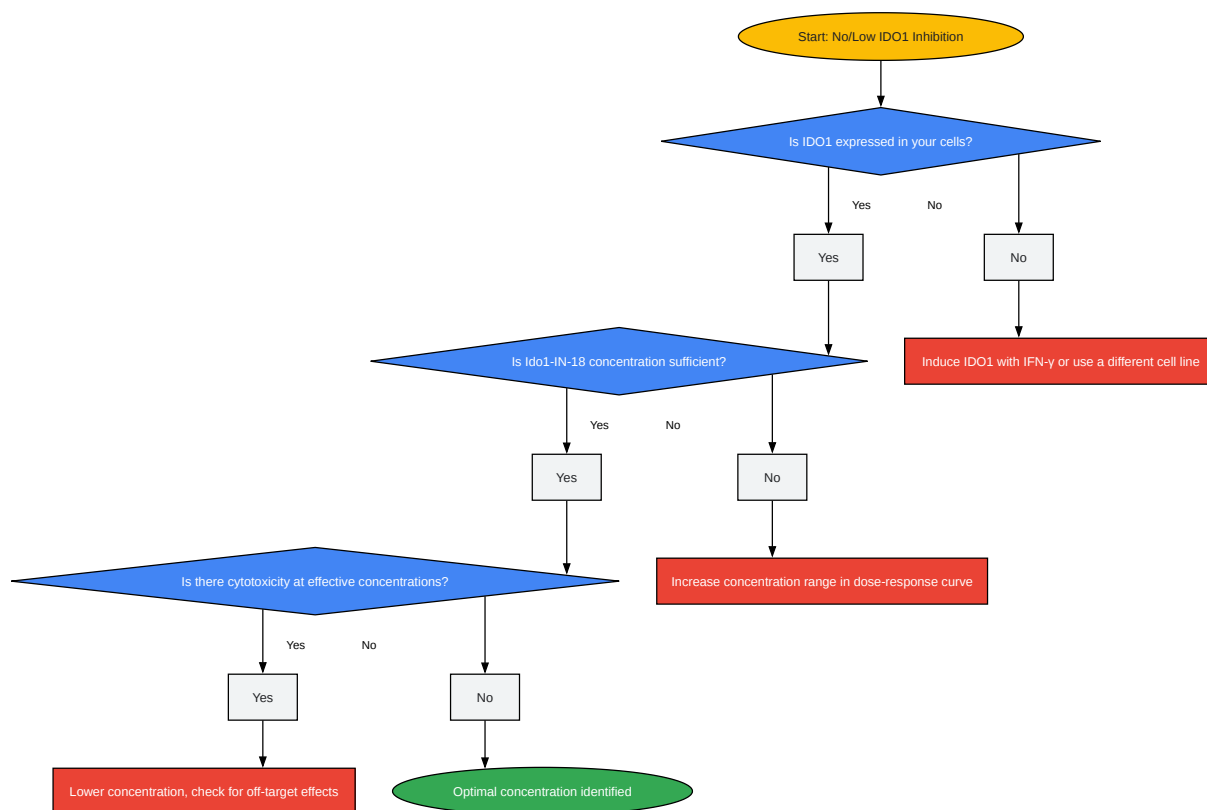 Start: No/Low IDO1 Inhibition
Is IDO1 expressed in your cells?
Yes
No
Yes
No
Is Ido1-IN-18 concentration sufficient?
Induce IDO1 with IFN-γ or use a different cell line
Yes
No
Yes
No
Is there cytotoxicity at effective concentrations?
Increase concentration range in dose-response curve
Yes
No
Yes
No
Lower concentration, check for off-target effects
Optimal concentration identified